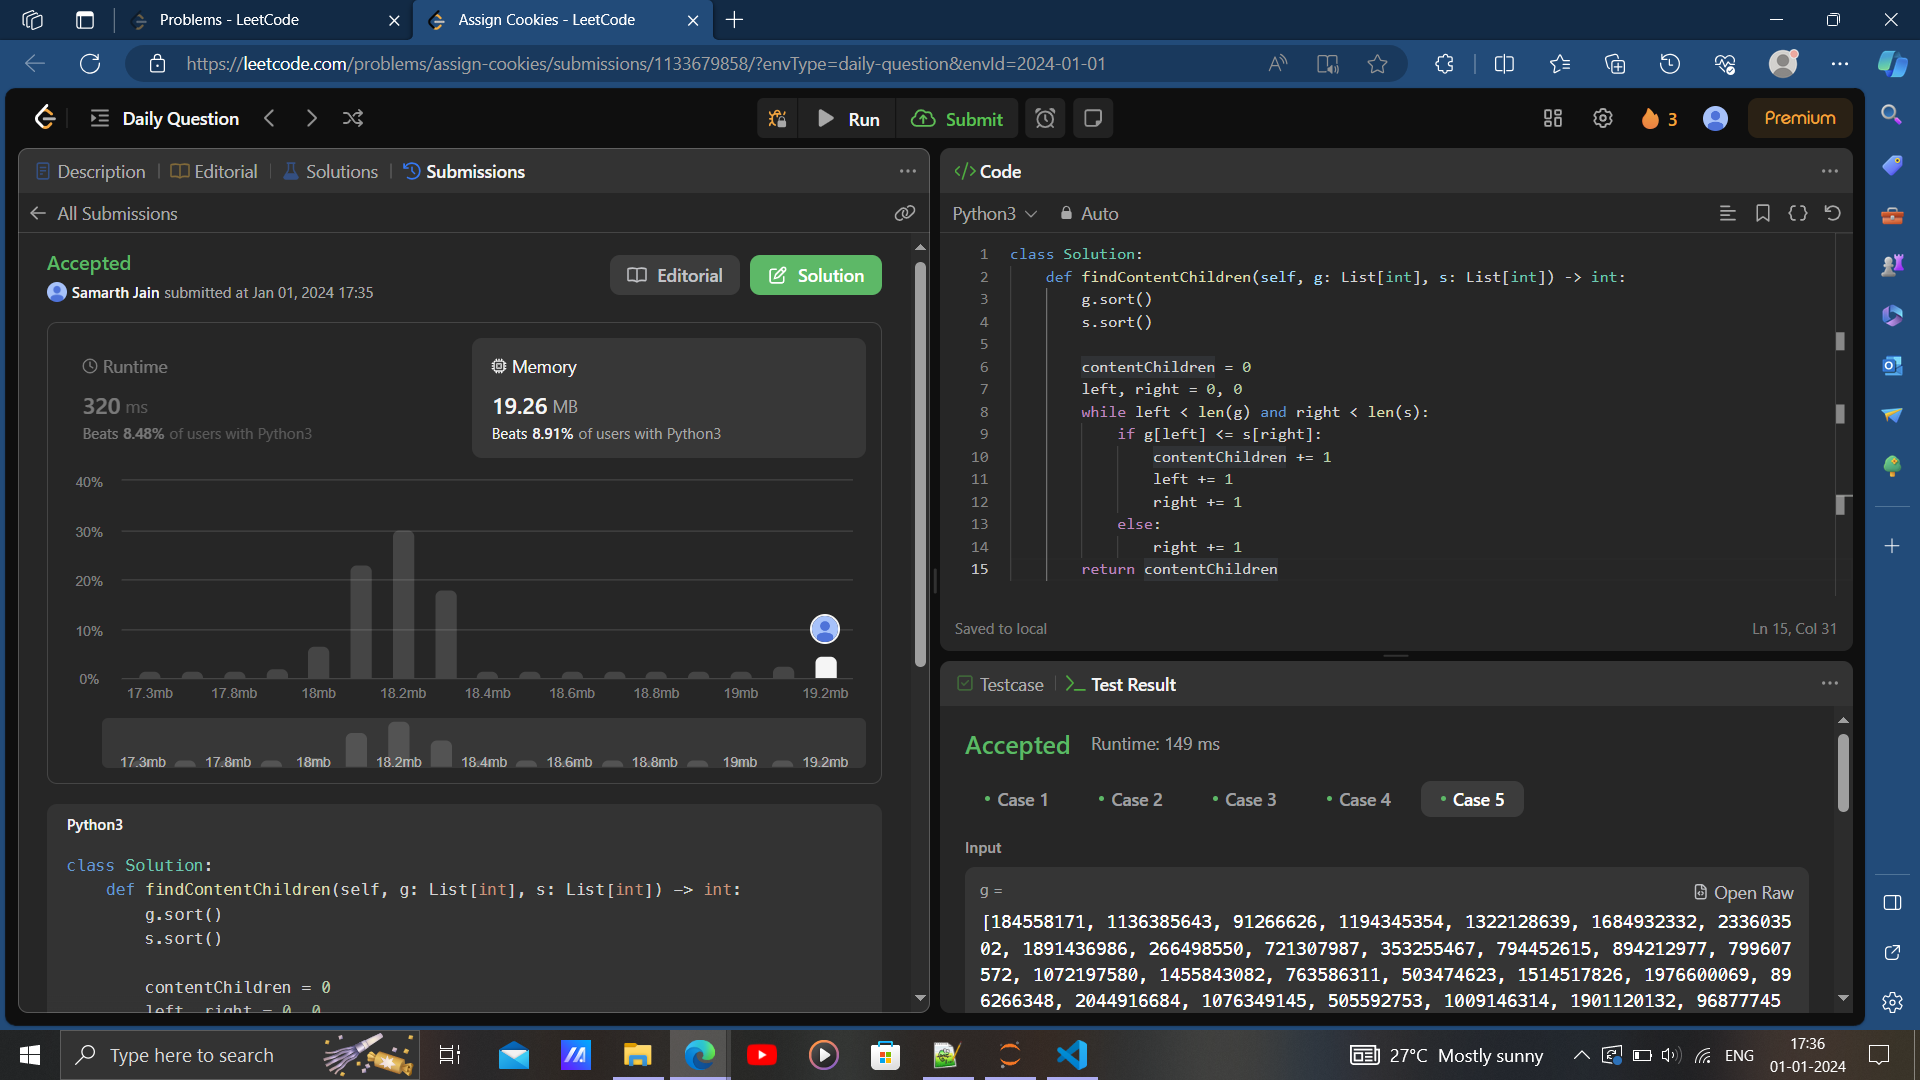 Problems - LeetCode
Assign Cookies - LeetCode
https://leetcode.com/problems/assign-cookies/submissions/1133679858/?envType=daily-question&envId=2024-01-01
Daily Question
Run
Submit
3
Premium
Description
Editorial
Solutions
Submissions
All Submissions
Accepted
Samarth Jain submitted at Jan 01, 2024 17:35
Editorial
Solution
Runtime
320 ms
Beats 8.48% of users with Python3
Memory
19.26 MB
Beats 8.91% of users with Python3
40%
30%
20%
10%
0%
17.3mb 17.8mb 18mb 18.2mb 18.4mb 18.6mb 18.8mb 19mb 19.2mb
17.3mb 17.8mb 18mb 18.2mb 18.4mb 18.6mb 18.8mb 19mb 19.2mb
Python3
class Solution:
def findContentChildren(self, g: List[int], s: List[int]) -> int:
g.sort()
s.sort()
contentChildren = 0
left, right = 0, 0
</> Code
Python3
Auto
1 class Solution:
2 def findContentChildren(self, g: List[int], s: List[int]) -> int:
3 g.sort()
4 s.sort()
5
6 contentChildren = 0
7 left, right = 0, 0
8 while left < len(g) and right < len(s):
9 if g[left] <= s[right]:
10 contentChildren += 1
11 left += 1
12 right += 1
13 else:
14 right += 1
15 return contentChildren
Saved to local
Ln 15, Col 31
Testcase
Test Result
Accepted
Runtime: 149 ms
Case 1
Case 2
Case 3
Case 4
Case 5
Input
g =
Open Raw
[184558171, 1136385643, 91266626, 1194345354, 1322128639, 1684932332, 2336035
02, 1891436986, 266498550, 721307987, 353255467, 794452615, 894212977, 799607
572, 1072197580, 1455843082, 763586311, 503474623, 1514517826, 1976600069, 89
6266348, 2044916684, 1076349145, 505592753, 1009146314, 1901120132, 96877745
Type here to search
27°C Mostly sunny
ENG
17:36
01-01-2024